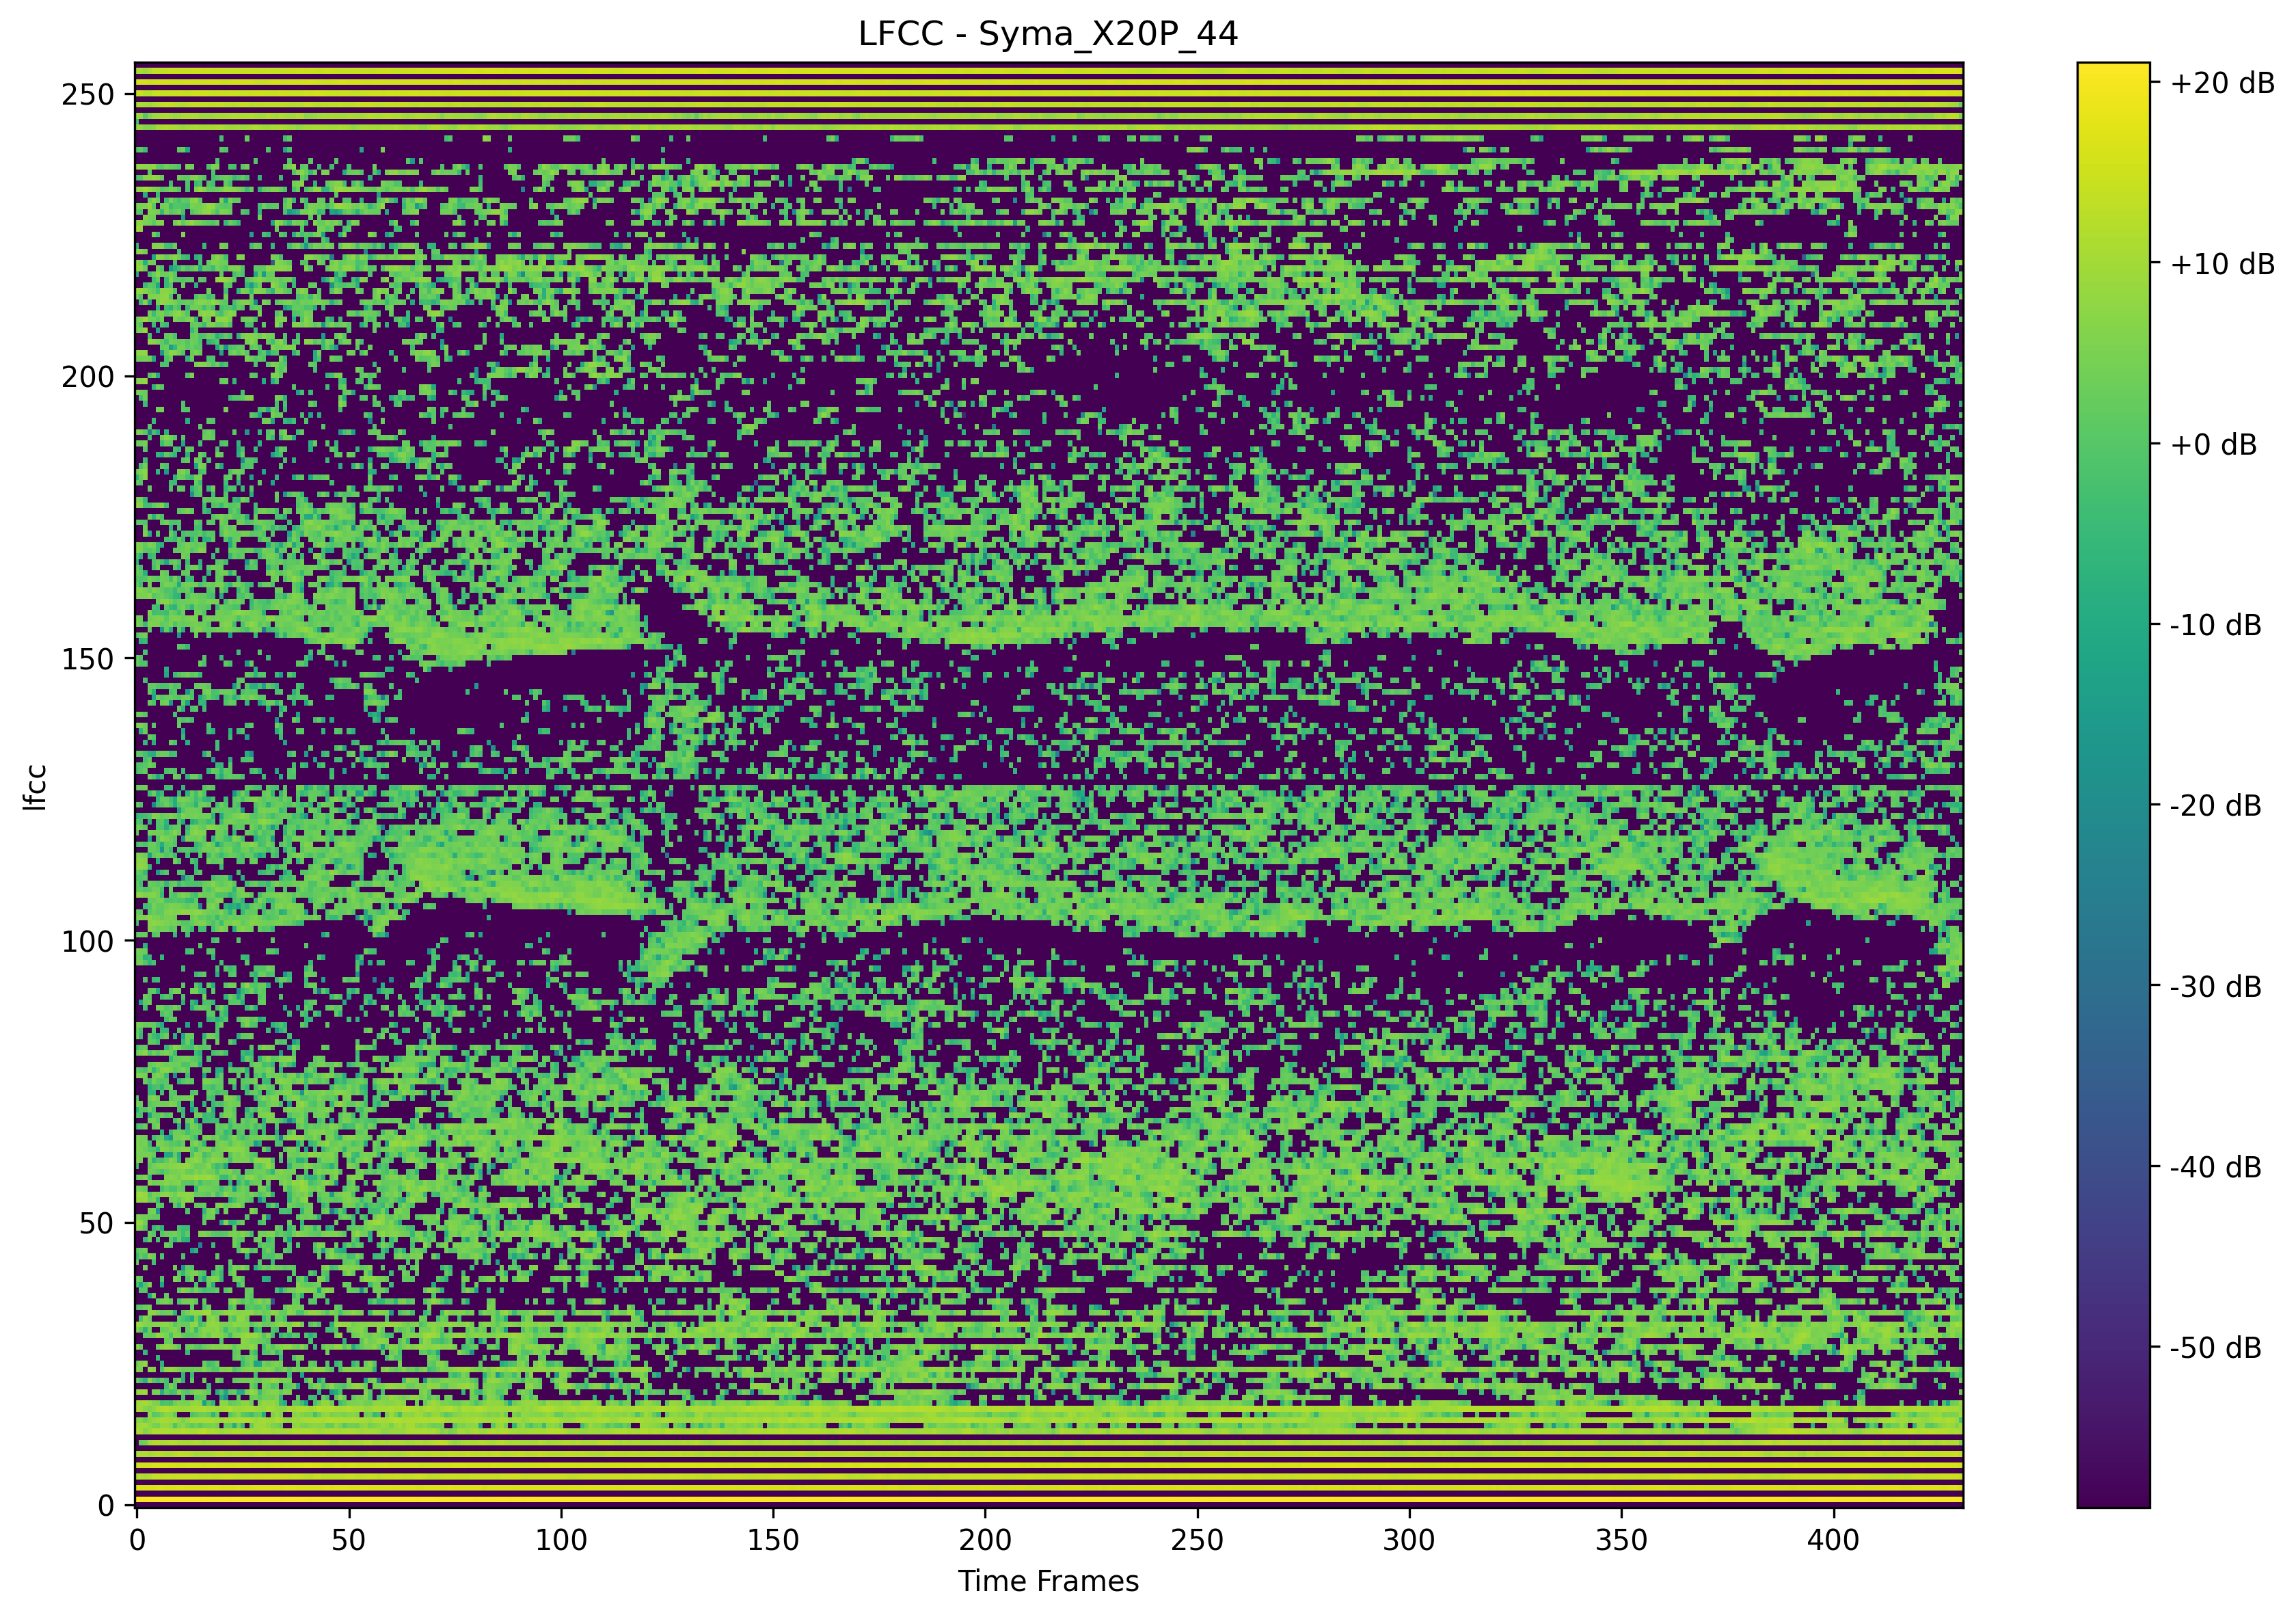 LFCC - Syma_X20P_44
250
200
150
100
50
0
lfcc
0 50 100 150 200 250 300 350 400
Time Frames
+20 dB
+10 dB
+0 dB
-10 dB
-20 dB
-30 dB
-40 dB
-50 dB